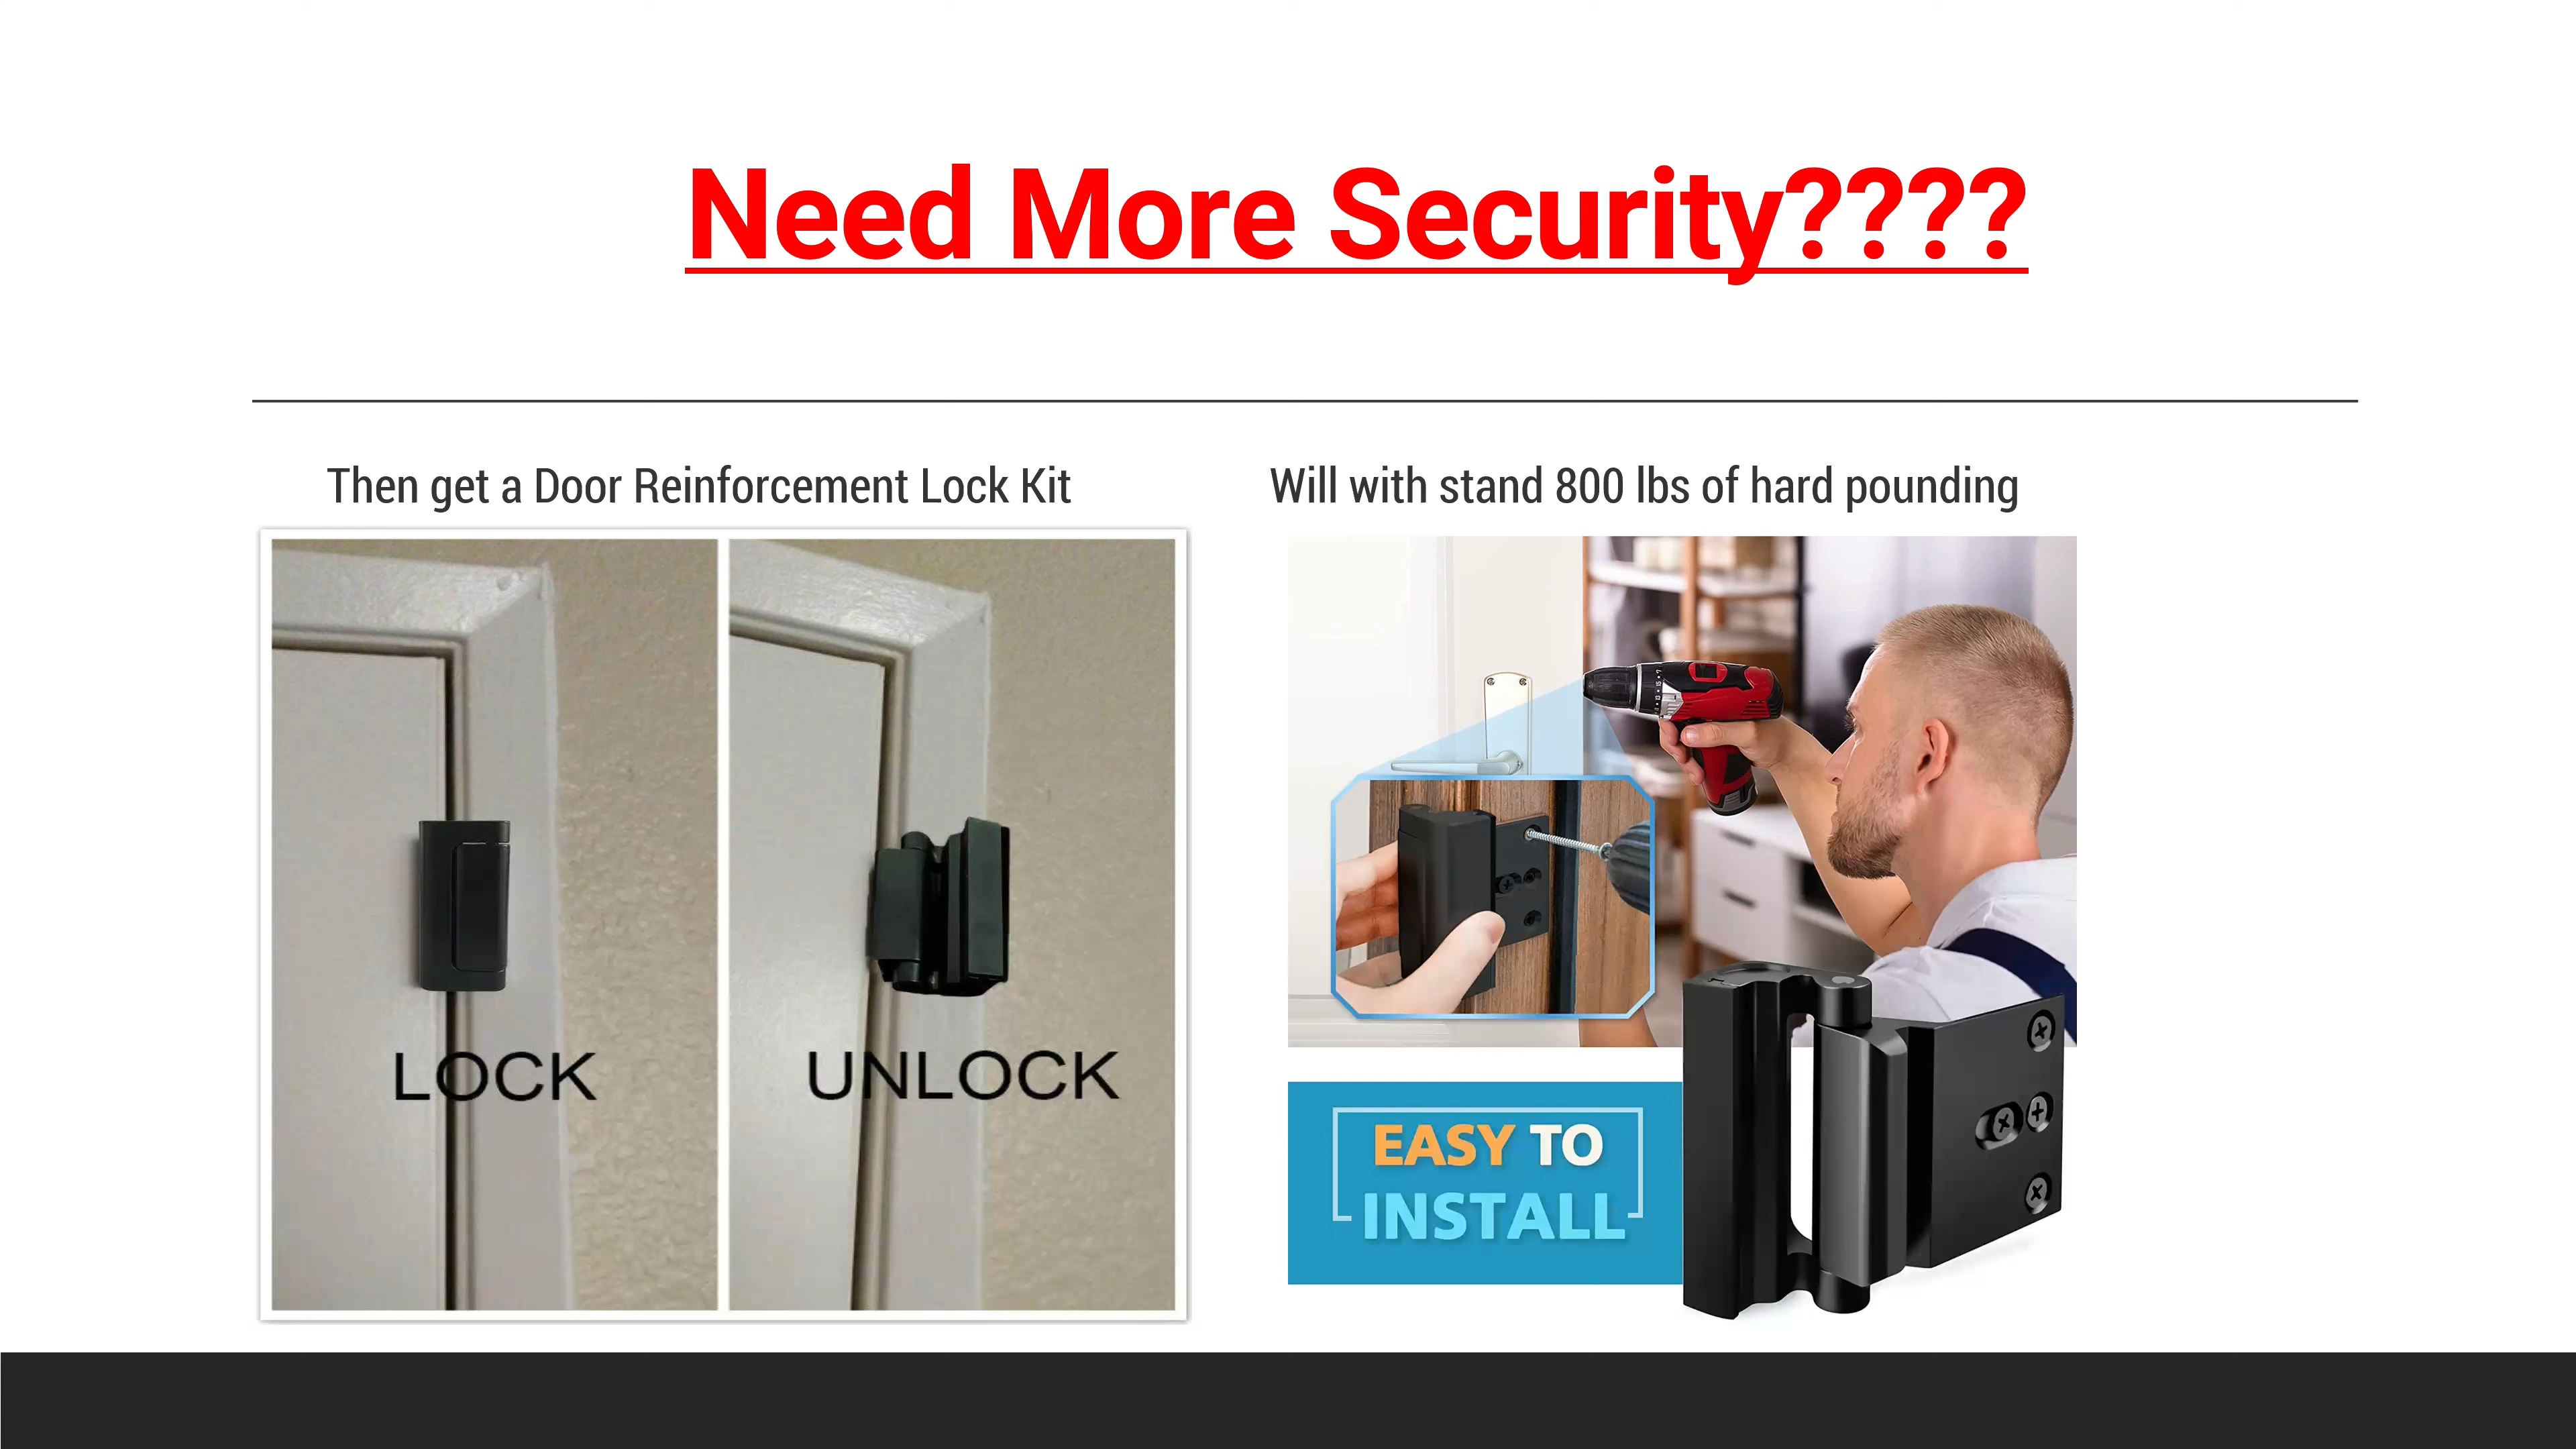 Need More Security????
Then get a Door Reinforcement Lock Kit
Will with stand 800 lbs of hard pounding
LOCK
UNLOCK
EASY TO
INSTALL